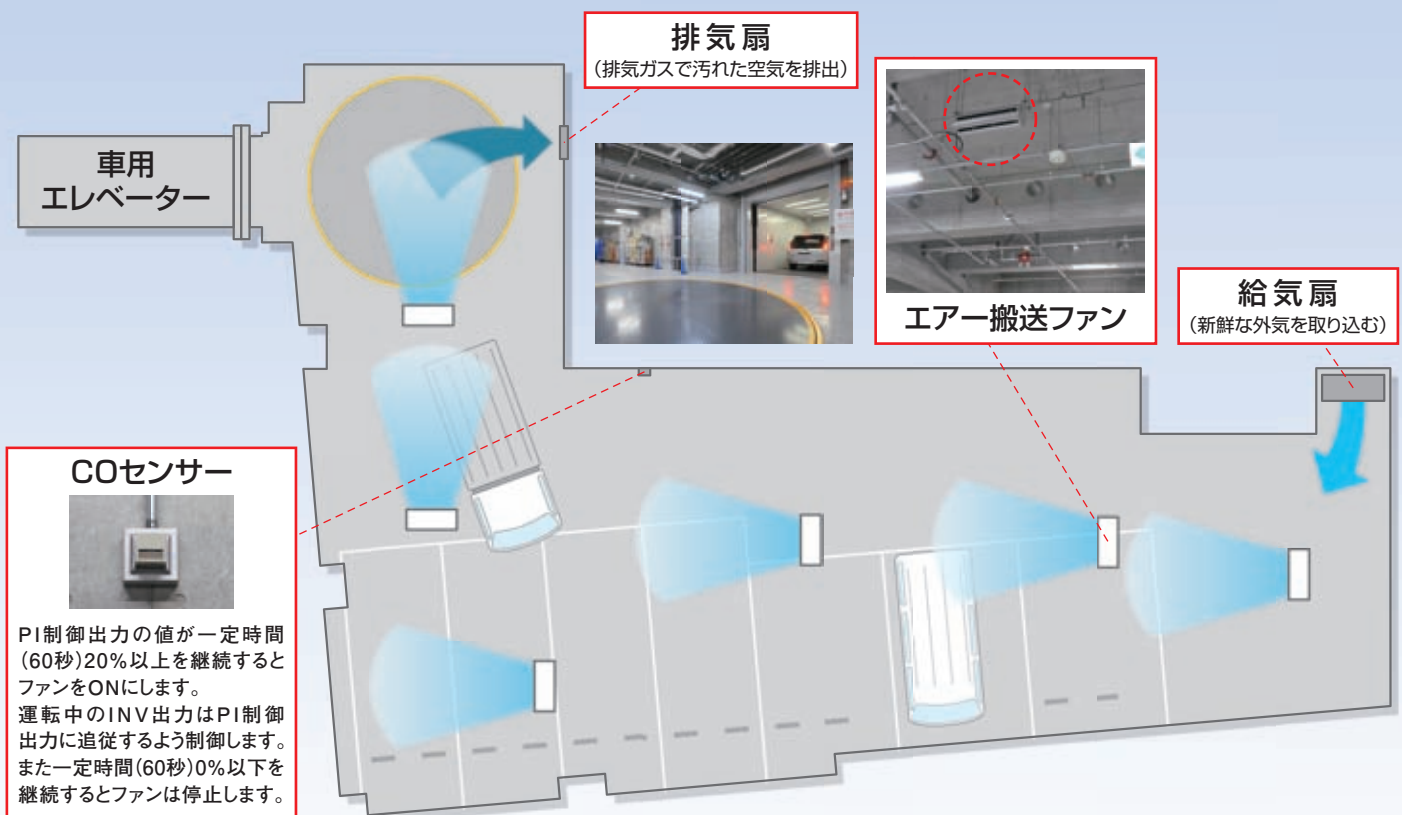 排気扇
（排気ガスで汚れた空気を排出）
車用
エレベーター
エアー搬送ファン
給気扇
（新鮮な外気を取り込む）
COセンサー
PI制御出力の値が一定時間
（60秒）20%以上を継続すると
ファンをONにします。
運転中のINV出力はPI制御
出力に追従するよう制御します。
また一定時間（60秒）0%以下を
継続するとファンは停止します。